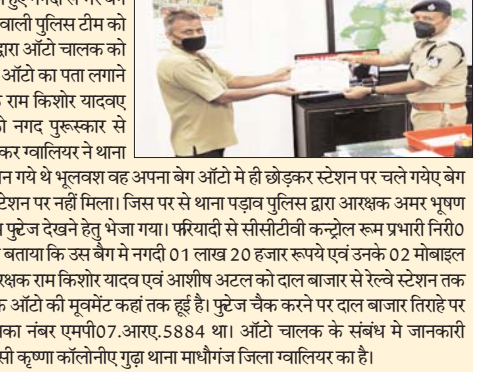 वाली पुलिस टीम को
द्वारा ऑटो चालक को
ऑटो का पता लगाने
राम किशोर यादवए
नगद पुरूस्कार से
कर ग्वालियर ने थाना
गये थे भूलवश वह अपना बेग ऑटो मे ही छोड़कर स्टेशन पर चले गयेए बेग
स्टेशन पर नहीं मिला। जिस पर से थाना पड़ाव पुलिस द्वारा आरक्षक अमर भूषण
फुटेज देखने हेतु भेजा गया। फरियादी से सीसीटीवी कन्ट्रोल रूम प्रभारी निरी0
बताया कि उस बैग मे नगदी 01 लाख 20 हजार रूपये एवं उनके 02 मोबाइल
रक्षक राम किशोर यादव एवं आशीष अटल को दाल बाजार से रेल्वे स्टेशन तक
ऑटो की मूवमेंट कहां तक हुई है। फुटेज चैक करने पर दाल बाजार तिराहे पर
का नंबर एमपी07.आरए.5884 था। ऑटो चालक के संबंध मे जानकारी
सी कृष्णा कॉलोनीए गुढ़ा थाना माधौगंज जिला ग्वालियर का है।